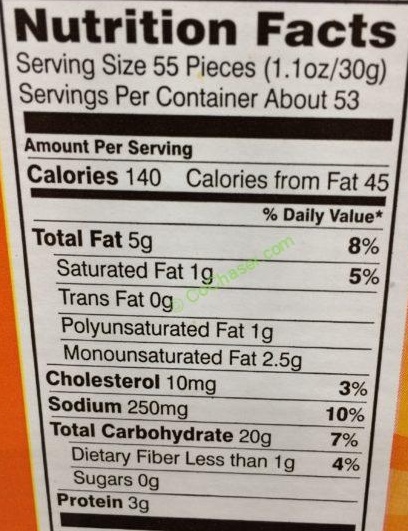 Nutrition Facts
Serving Size 55 Pieces (1.1oz/30g)
Servings Per Container About 53
Amount Per Serving
Calories 140 Calories from Fat 45
% Daily Value*
Total Fat 5g 8%
Saturated Fat 1g 5%
Trans Fat 0g
© CoChaser.com
Polyunsaturated Fat 1g
Monounsaturated Fat 2.5g
Cholesterol 10mg 3%
Sodium 250mg 10%
Total Carbohydrate 20g 7%
Dietary Fiber Less than 1g 4%
Sugars 0g
Protein 3g